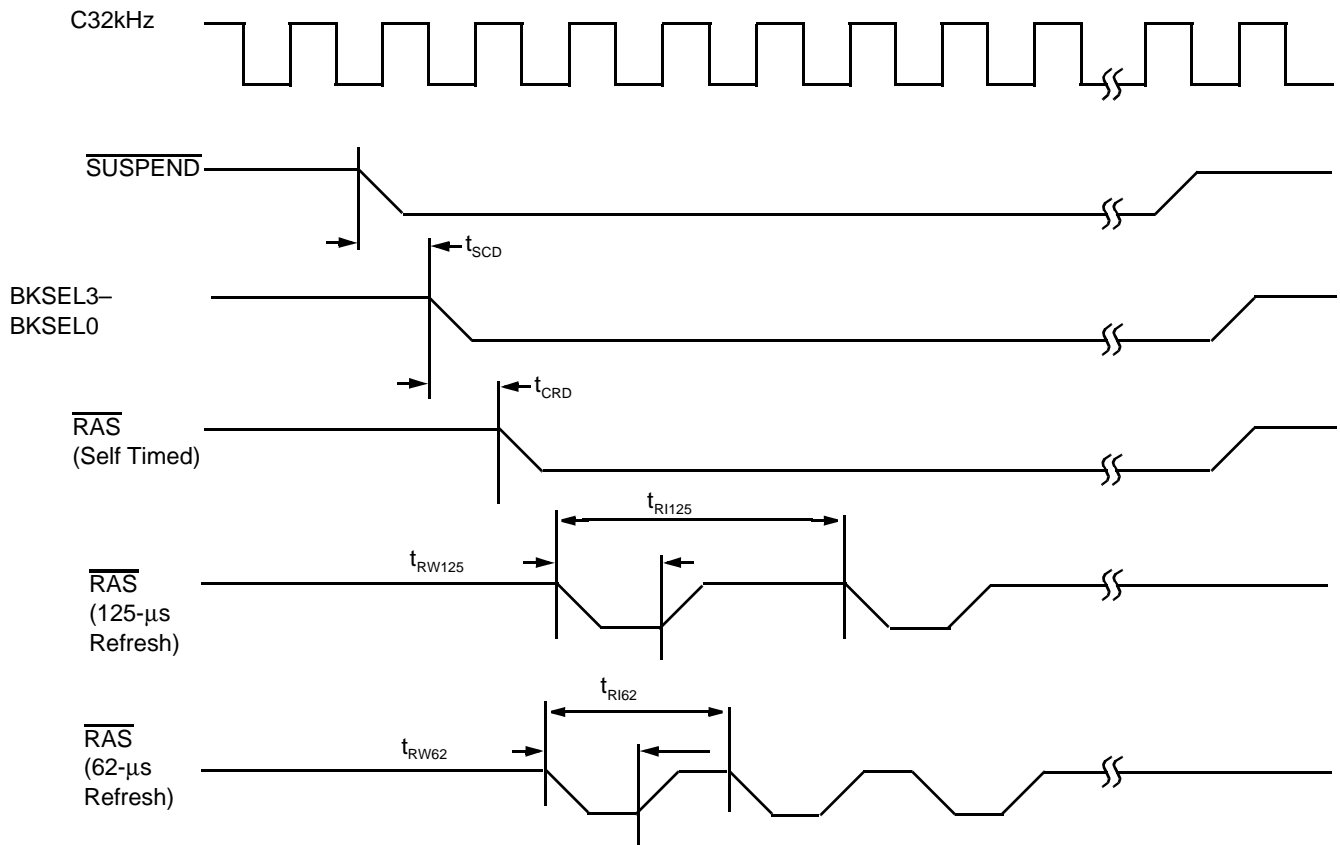 C32kHz
SUSPEND
tSCD
BKSEL3–
BKSEL0
tCRD
RAS
(Self Timed)
tRI125
tRW125
RAS
(125-μs
Refresh)
tRI62
RAS
tRW62
(62-μs
Refresh)